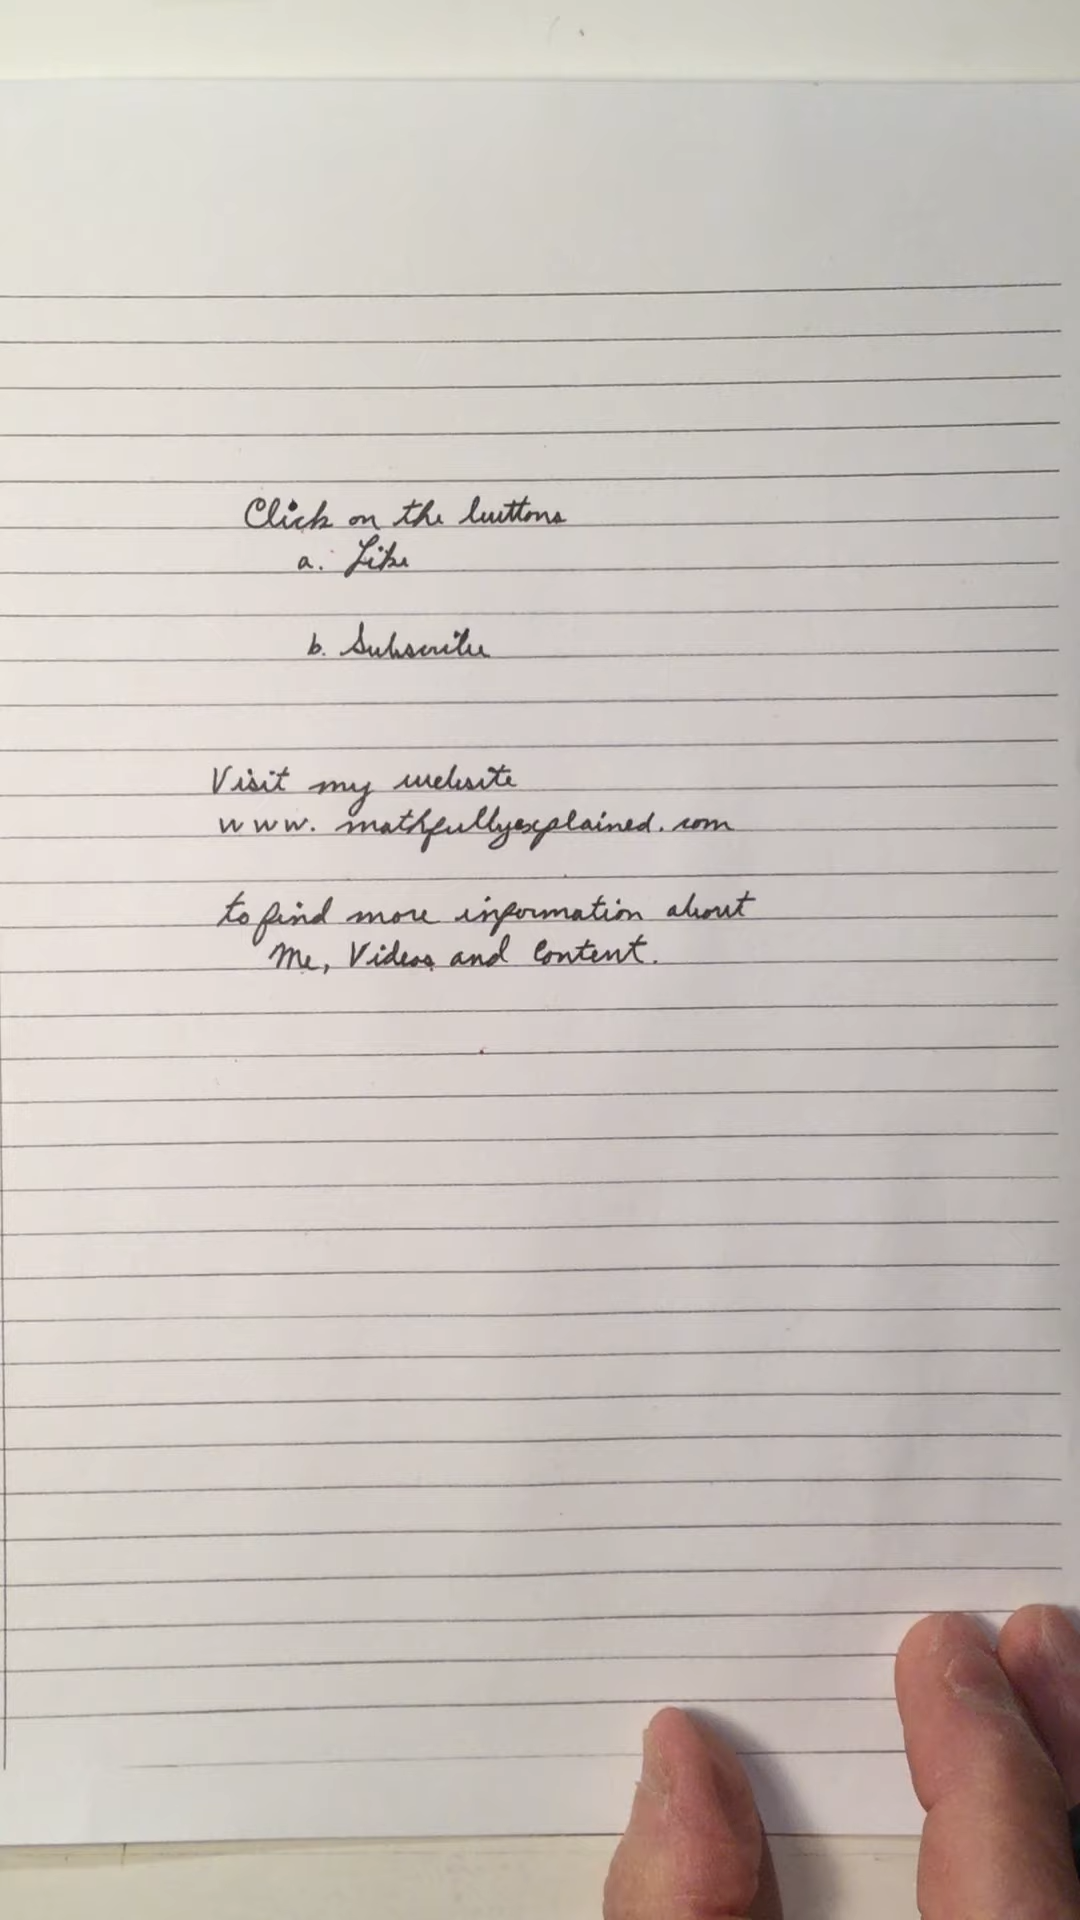 Click on the buttons
a. Like
b. Subscribe
Visit my website
www.mathfullyexplained.com
to find more information about
Me, Videos and Content.